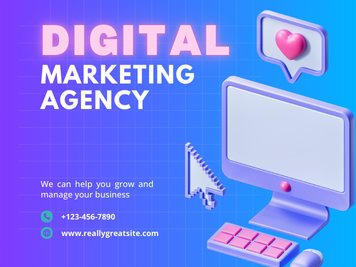 DIGITAL
MARKETING
AGENCY
We can help you grow and
manage your business
+123-456-7890
www.reallygreatsite.com